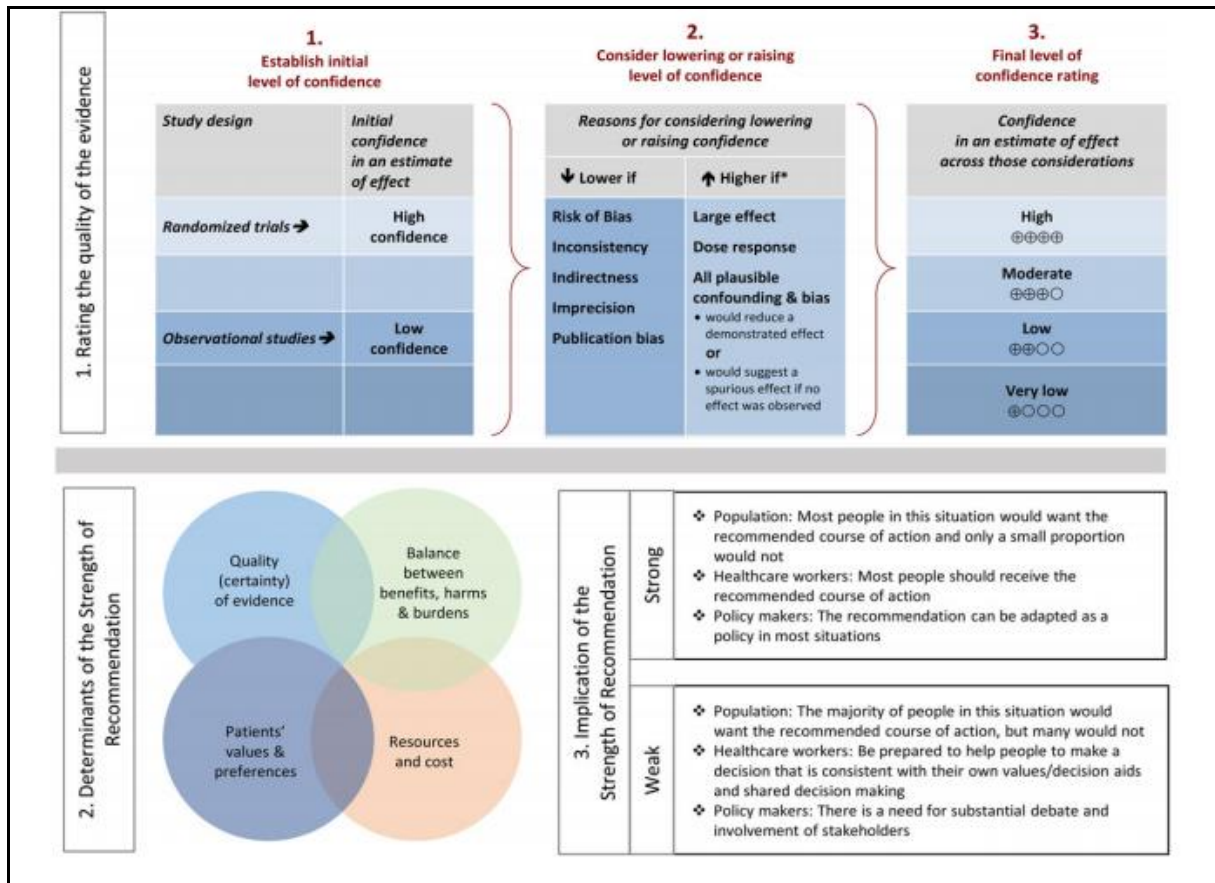 1. Rating the quality of the evidence
1.
Establish initial
level of confidence
2.
Consider lowering or raising
level of confidence
3.
Final level of
confidence rating
Study design
Initial
confidence
in an estimate
of effect
Randomized trials ➔
High
confidence
Observational studies ➔
Low
confidence
Reasons for considering lowering
or raising confidence
🡻 Lower if
🡹 Higher if*
Risk of Bias
Inconsistency
Indirectness
Imprecision
Publication bias
Large effect
Dose response
All plausible
confounding & bias
• would reduce a
demonstrated effect
or
• would suggest a
spurious effect if no
effect was observed
Confidence
in an estimate of effect
across those considerations
High
⊕⊕⊕⊕
Moderate
⊕⊕⊕○
Low
⊕⊕○○
Very low
⊕○○○
2. Determinants of the Strength of
Recommendation
Quality
(certainty)
of evidence
Balance
between
benefits, harms
& burdens
Patients'
values &
preferences
Resources
and cost
3. Implication of the
Strength of Recommendation
Strong
❖ Population: Most people in this situation would want the
recommended course of action and only a small proportion
would not
❖ Healthcare workers: Most people should receive the
recommended course of action
❖ Policy makers: The recommendation can be adapted as a
policy in most situations
Weak
❖ Population: The majority of people in this situation would
want the recommended course of action, but many would not
❖ Healthcare workers: Be prepared to help people to make a
decision that is consistent with their own values/decision aids
and shared decision making
❖ Policy makers: There is a need for substantial debate and
involvement of stakeholders